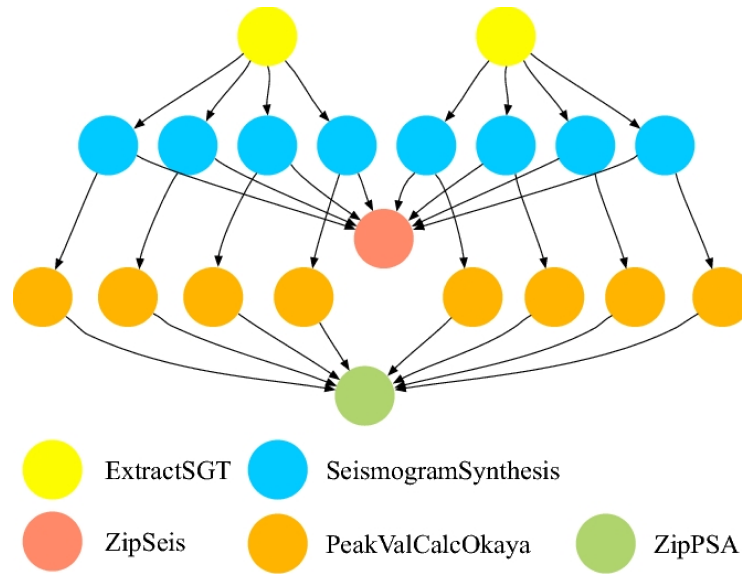 ExtractSGT
SeismogramSynthesis
ZipSeis
PeakValCalcOkaya
ZipPSA